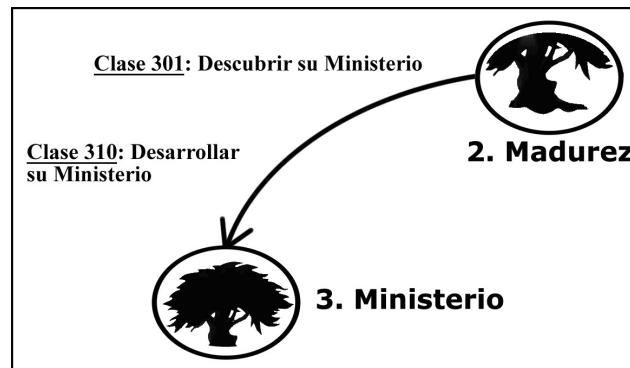 Clase 301: Descubrir su Ministerio
2. Madurez
Clase 310: Desarrollar
su Ministerio
3. Ministerio